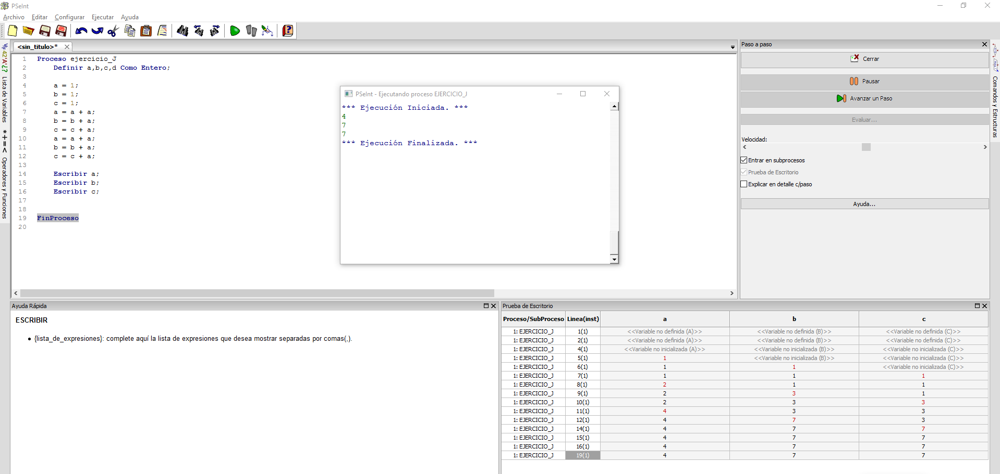 PSeInt
Archivo Editar Configurar Ejecutar Ayuda
<sin_titulo>*
1 Proceso ejercicio_J
2 Definir a,b,c,d Como Entero;
3
4 a = 1;
5 b = 1;
6 c = 1;
7 a = a + a;
8 b = b + a;
9 c = c + a;
10 a = a + a;
11 b = b + a;
12 c = c + a;
13
14 Escribir a;
15 Escribir b;
16 Escribir c;
17
18
19 FinProceso
20
Lista de Variables
Operadores y Funciones
PSeInt - Ejecutando proceso EJERCICIO_J
*** Ejecución Iniciada. ***
4
7
7
*** Ejecución Finalizada. ***
Paso a paso
Cerrar
Pausar
Avanzar un Paso
Evaluar...
Velocidad:
Entrar en subprocesos
Prueba de Escritorio
Explicar en detalle c/paso
Ayuda...
Comandos y Estructuras
Ayuda Rápida
ESCRIBIR
• {lista_de_expresiones}: complete aquí la lista de expresiones que desea mostrar separadas por comas(,).
Prueba de Escritorio
Proceso/SubProceso Linea(inst) a b c
1: EJERCICIO_J 1(1) <<Variable no definida (A)>> <<Variable no definida (B)>> <<Variable no definida (C)>>
1: EJERCICIO_J 2(1) <<Variable no definida (A)>> <<Variable no definida (B)>> <<Variable no definida (C)>>
1: EJERCICIO_J 4(1) <<Variable no inicializada (A)>> <<Variable no inicializada (B)>> <<Variable no inicializada (C)>>
1: EJERCICIO_J 5(1) 1 <<Variable no inicializada (B)>> <<Variable no inicializada (C)>>
1: EJERCICIO_J 6(1) 1 1 <<Variable no inicializada (C)>>
1: EJERCICIO_J 7(1) 1 1 1
1: EJERCICIO_J 8(1) 2 1 1
1: EJERCICIO_J 9(1) 2 3 1
1: EJERCICIO_J 10(1) 2 3 3
1: EJERCICIO_J 11(1) 4 3 3
1: EJERCICIO_J 12(1) 4 7 3
1: EJERCICIO_J 14(1) 4 7 7
1: EJERCICIO_J 15(1) 4 7 7
1: EJERCICIO_J 16(1) 4 7 7
1: EJERCICIO_J 19(1) 4 7 7